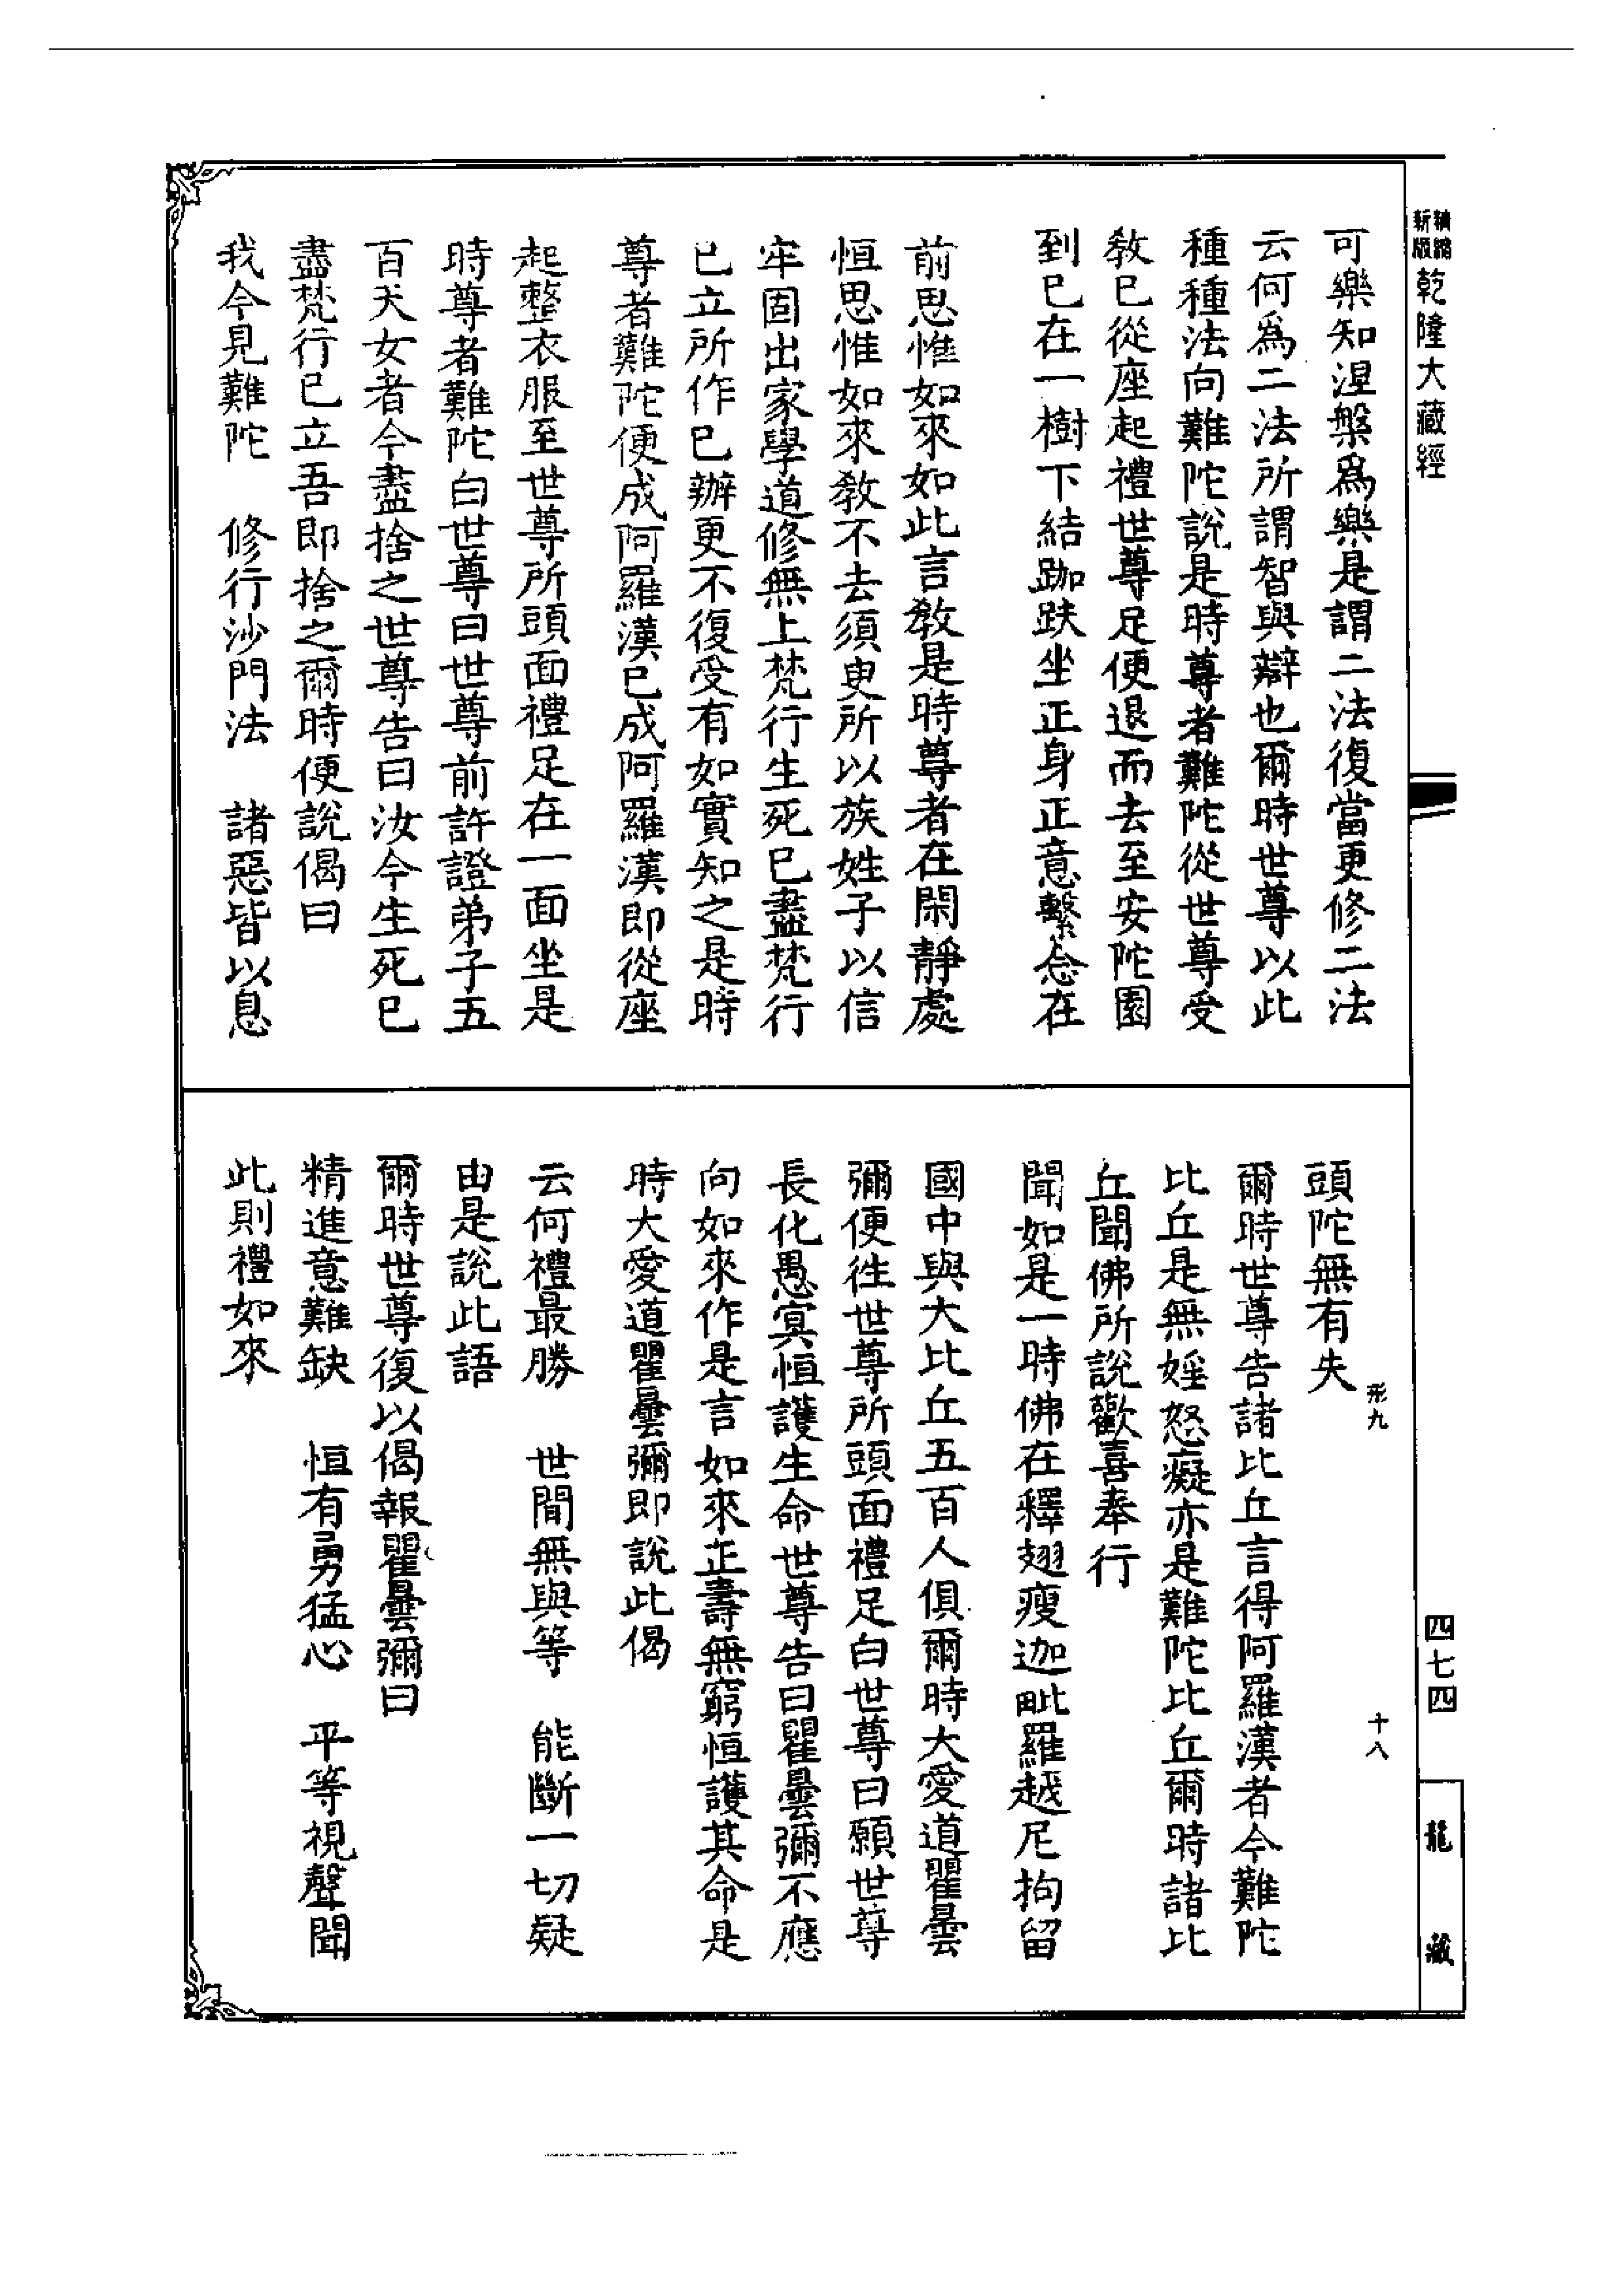 精縮
新版
乾隆大藏經
可樂知涅槃爲樂是謂二法復當更修二法
云何爲二法所謂智與辯也爾時世尊以此
種種法向難陀說是時尊者難陀從世尊受
教已從座起禮世尊足便退而去至安陀園
到已在一樹下結跏趺坐正身正意繫念在
前思惟如來如此言教是時尊者在閑靜處
恒思惟如來教不去須臾所以族姓子以信
牢固出家學道修無上梵行生死已盡梵行
已立所作已辦更不復受有如實知之是時
尊者難陀便成阿羅漢已成阿羅漢即從座
起整衣服至世尊所頭面禮足在一面坐是
時尊者難陀白世尊曰世尊前許證弟子五
百天女者今盡捨之世尊告曰汝今生死已
盡梵行已立吾即捨之爾時便說偈曰
我今見難陀　修行沙門法　諸惡皆以息
頭陀無有失
爾時世尊告諸比丘言得阿羅漢者今難陀
比丘是無婬怒癡亦是難陀比丘爾時諸比
丘聞佛所說歡喜奉行
聞如是一時佛在釋翅瘦迦毗羅越尼拘留
國中與大比丘五百人俱爾時大愛道瞿曇
彌便往世尊所頭面禮足白世尊曰願世尊
長化愚冥恒護生命世尊告曰瞿曇彌不應
向如來作是言如來正壽無窮恒護其命是
時大愛道瞿曇彌即說此偈
云何禮最勝　世間無與等　能斷一切疑
由是說此語
爾時世尊復以偈報瞿曇彌曰
精進意難缺　恒有勇猛心　平等視聲聞
此則禮如來
形九
十八
四七四
龍藏